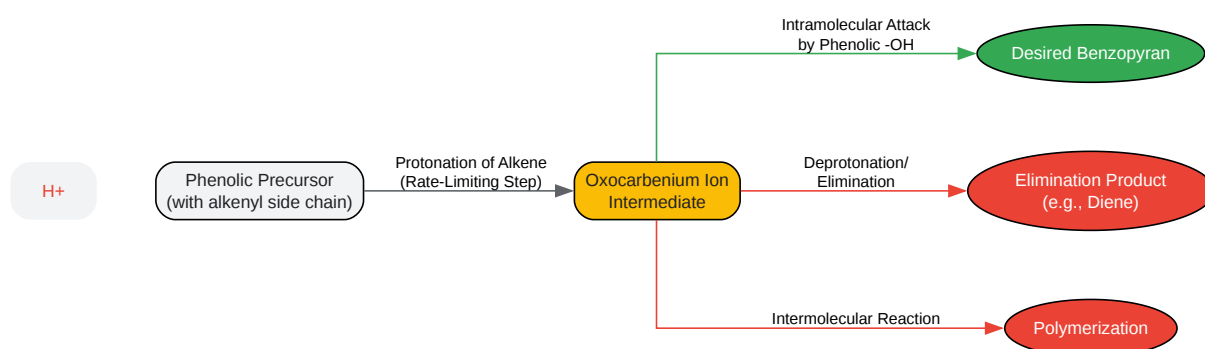 Intramolecular Attack
by Phenolic -OH
Desired Benzopyran
H+
Phenolic Precursor
(with alkenyl side chain)
Protonation of Alkene
(Rate-Limiting Step)
Oxocarbenium Ion
Intermediate
Deprotonation/
Elimination
Elimination Product
(e.g., Diene)
Intermolecular Reaction
Polymerization